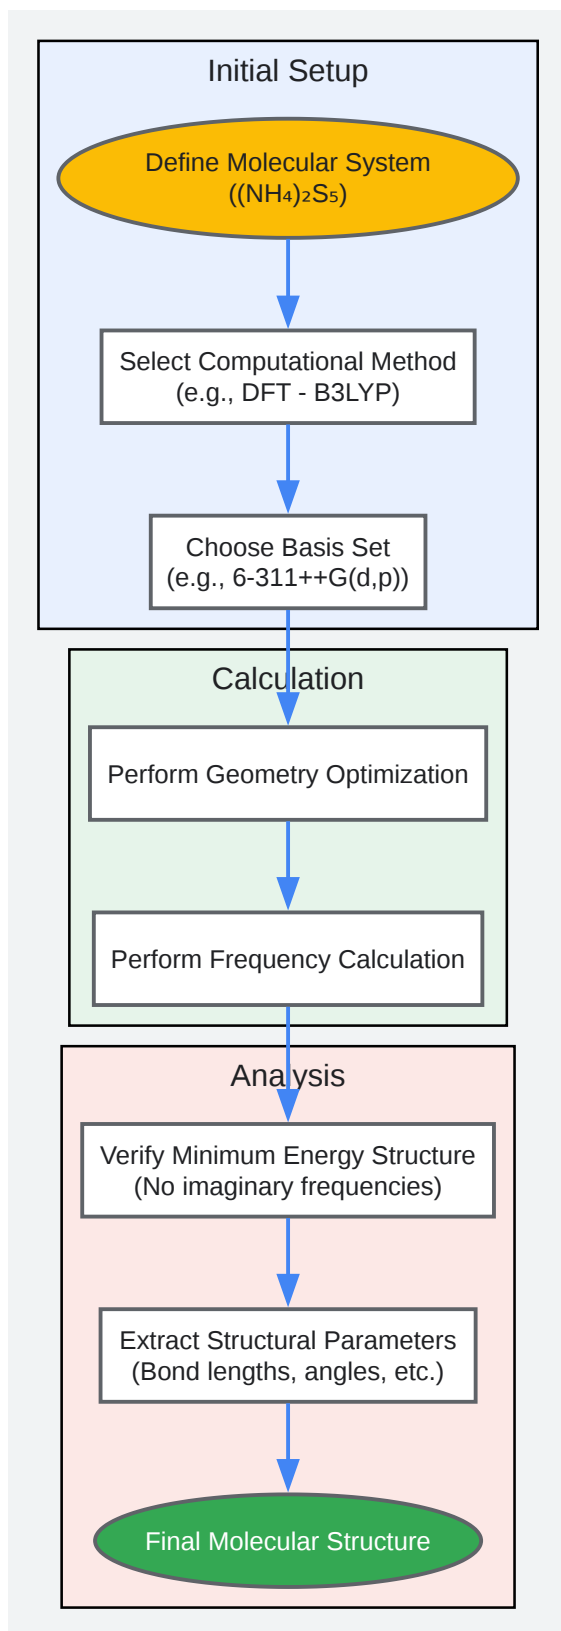 Initial Setup
Define Molecular System
((NH₄)₂S₅)
Select Computational Method
(e.g., DFT - B3LYP)
Choose Basis Set
(e.g., 6-311++G(d,p))
Calculation
Perform Geometry Optimization
Perform Frequency Calculation
Analysis
Verify Minimum Energy Structure
(No imaginary frequencies)
Extract Structural Parameters
(Bond lengths, angles, etc.)
Final Molecular Structure